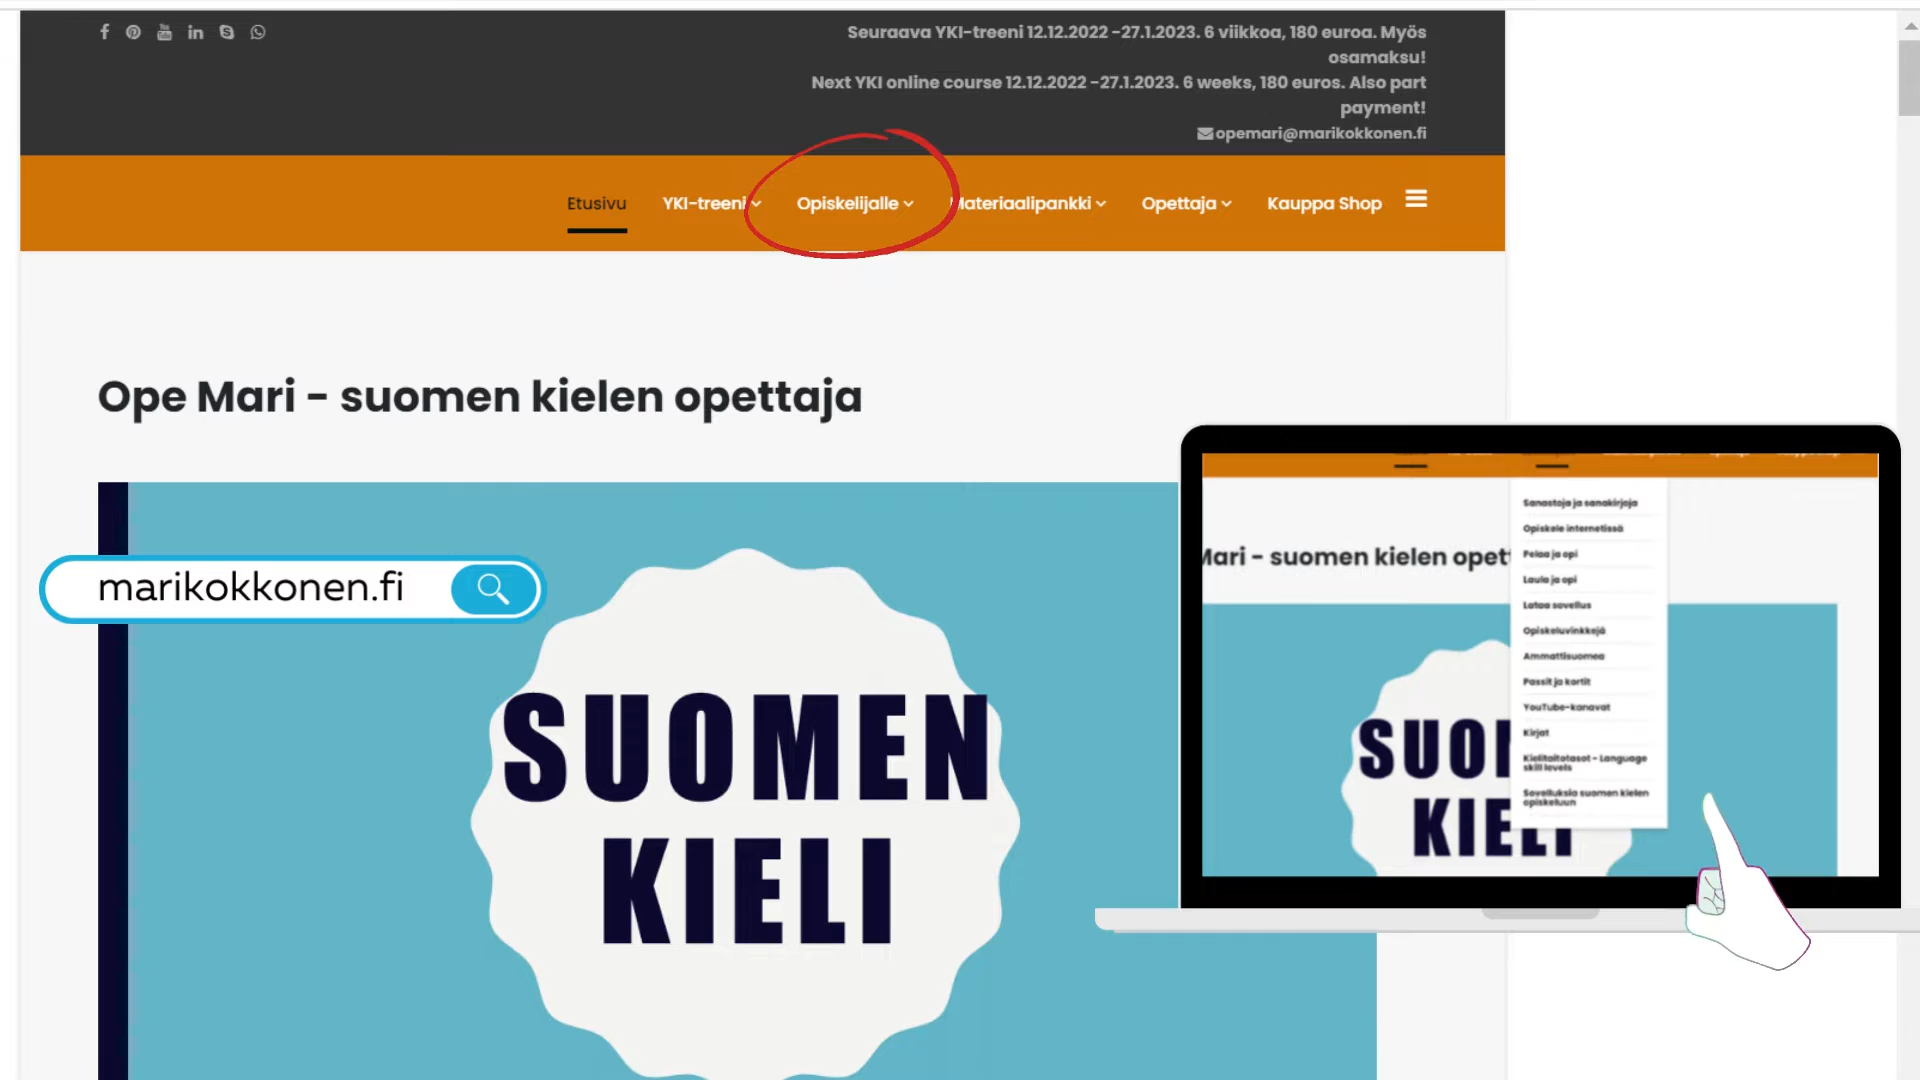 Seuraava YKI-treeni 12.12.2022 -27.1.2023. 6 viikkoa, 180 euroa. Myös
osamaksu!
Next YKI online course 12.12.2022 -27.1.2023. 6 weeks, 180 euros. Also part
payment!
opemari@marikokkonen.fi
Etusivu YKI-treeni Opiskelijalle Materiaalipankki Opettaja Kauppa Shop
Ope Mari - suomen kielen opettaja
marikokkonen.fi
SUOMEN
KIELI
Sanastoja ja sanakirjoja
Opiskele internetissä
Pelaa ja opi
Laula ja opi
Lataa sovellus
Opiskeluvinkkejä
Ammattisuomea
Passit ja kortit
YouTube-kanavat
Kirjat
Kielitaitotasot - Language
skill levels
Sovelluksia suomen kielen
opiskeluun
Mari - suomen kielen opet
SUO
KIELI